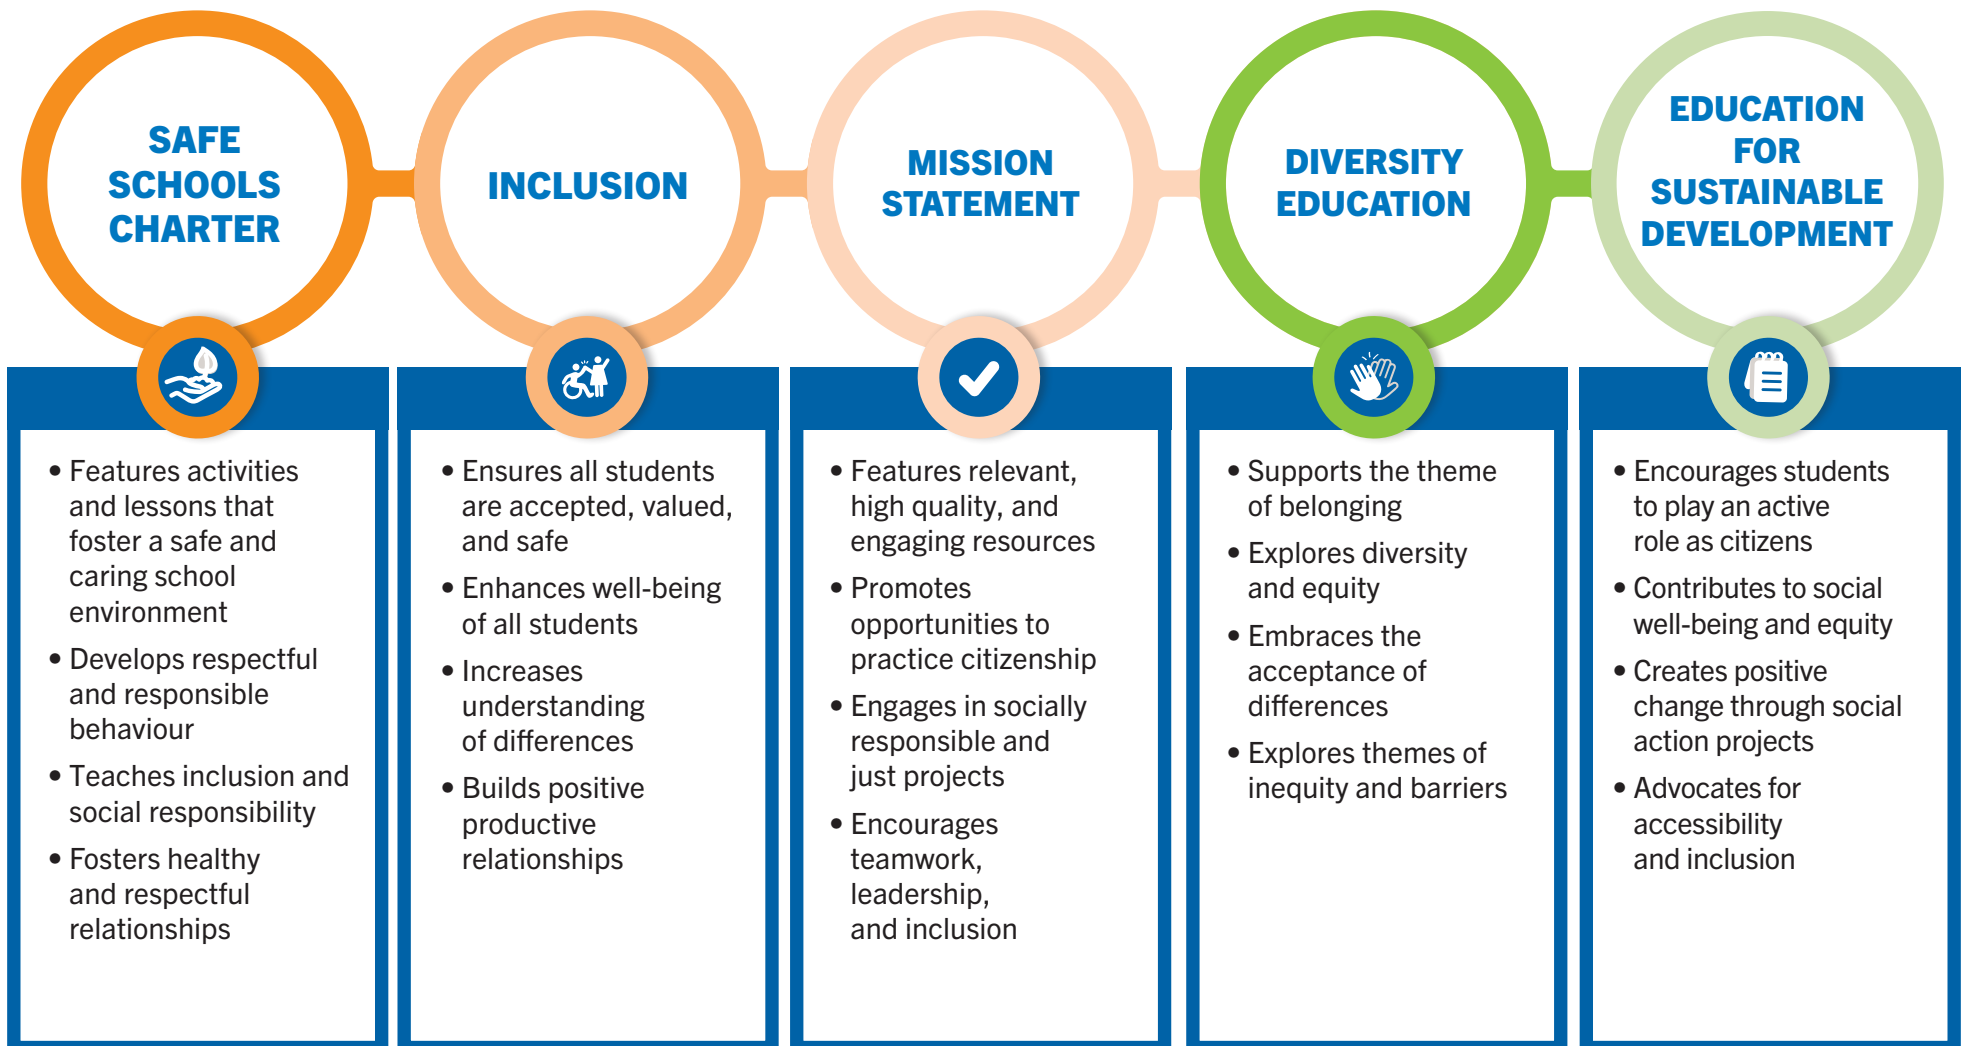 SAFE
SCHOOLS
CHARTER
• Features activities
and lessons that
foster a safe and
caring school
environment
• Develops respectful
and responsible
behaviour
• Teaches inclusion and
social responsibility
• Fosters healthy
and respectful
relationships
INCLUSION
• Ensures all students
are accepted, valued,
and safe
• Enhances well-being
of all students
• Increases
understanding
of differences
• Builds positive
productive
relationships
MISSION
STATEMENT
• Features relevant,
high quality, and
engaging resources
• Promotes
opportunities to
practice citizenship
• Engages in socially
responsible and
just projects
• Encourages
teamwork,
leadership,
and inclusion
DIVERSITY
EDUCATION
• Supports the theme
of belonging
• Explores diversity
and equity
• Embraces the
acceptance of
differences
• Explores themes of
inequity and barriers
EDUCATION
FOR
SUSTAINABLE
DEVELOPMENT
• Encourages students
to play an active
role as citizens
• Contributes to social
well-being and equity
• Creates positive
change through social
action projects
• Advocates for
accessibility
and inclusion